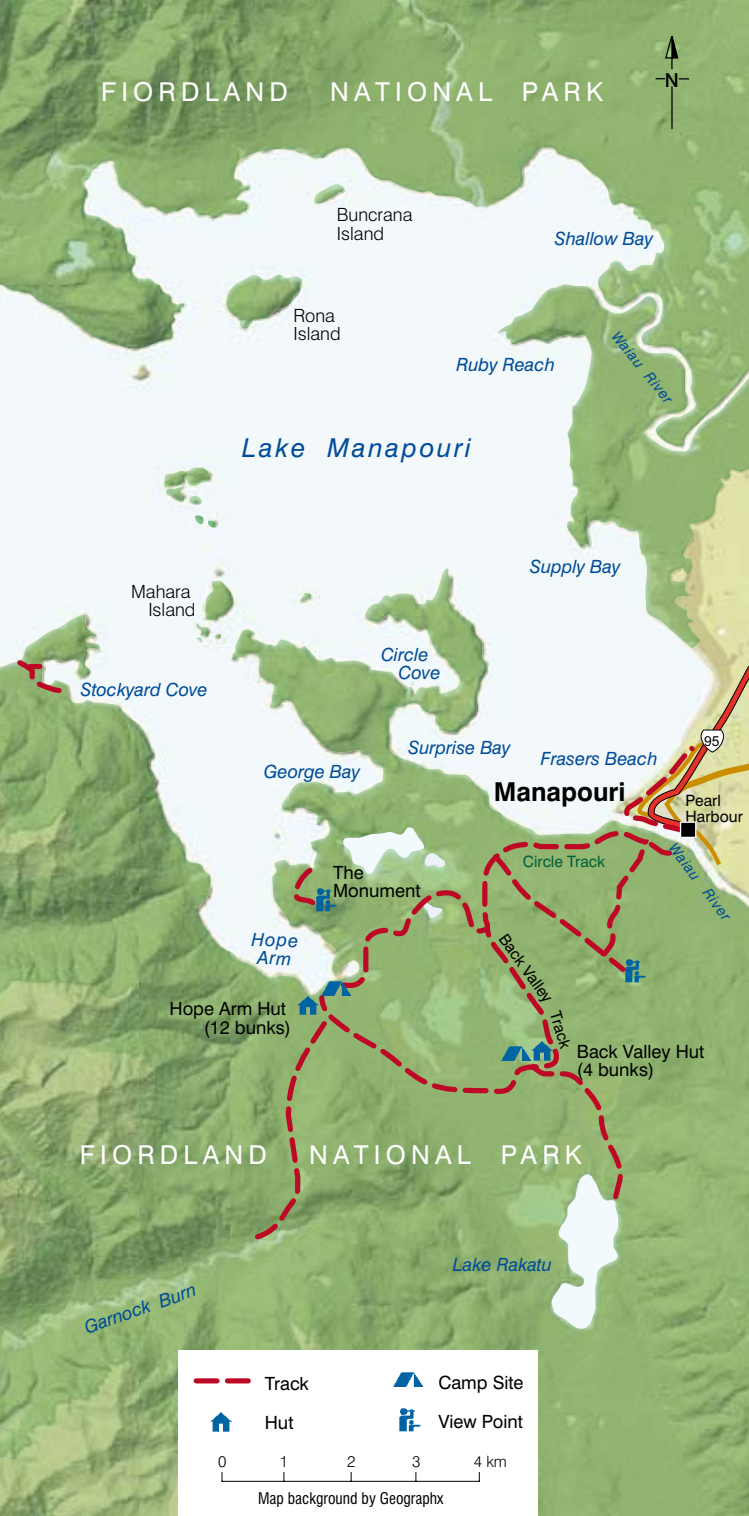 FIORDLAND NATIONAL PARK
N
Buncrana
Island
Shallow Bay
Rona
Island
Waiau River
Ruby Reach
Lake Manapouri
Supply Bay
Mahara
Island
Circle
Cove
Stockyard Cove
Surprise Bay
95
Frasers Beach
George Bay
Manapouri
Pearl
Harbour
Circle Track
Waiau River
The
Monument
Hope
Arm
Back Valley Track
Hope Arm Hut
(12 bunks)
Back Valley Hut
(4 bunks)
FIORDLAND NATIONAL PARK
Lake Rakatu
Garnock Burn
Track
Camp Site
Hut
View Point
0 1 2 3 4 km
Map background by Geographx